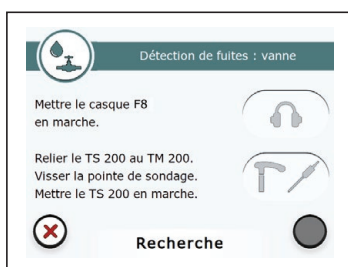 Détection de fuites : vanne
Mettre le casque F8
en marche.
Relier le TS 200 au TM 200.
Visser la pointe de sondage.
Mettre le TS 200 en marche.
Recherche